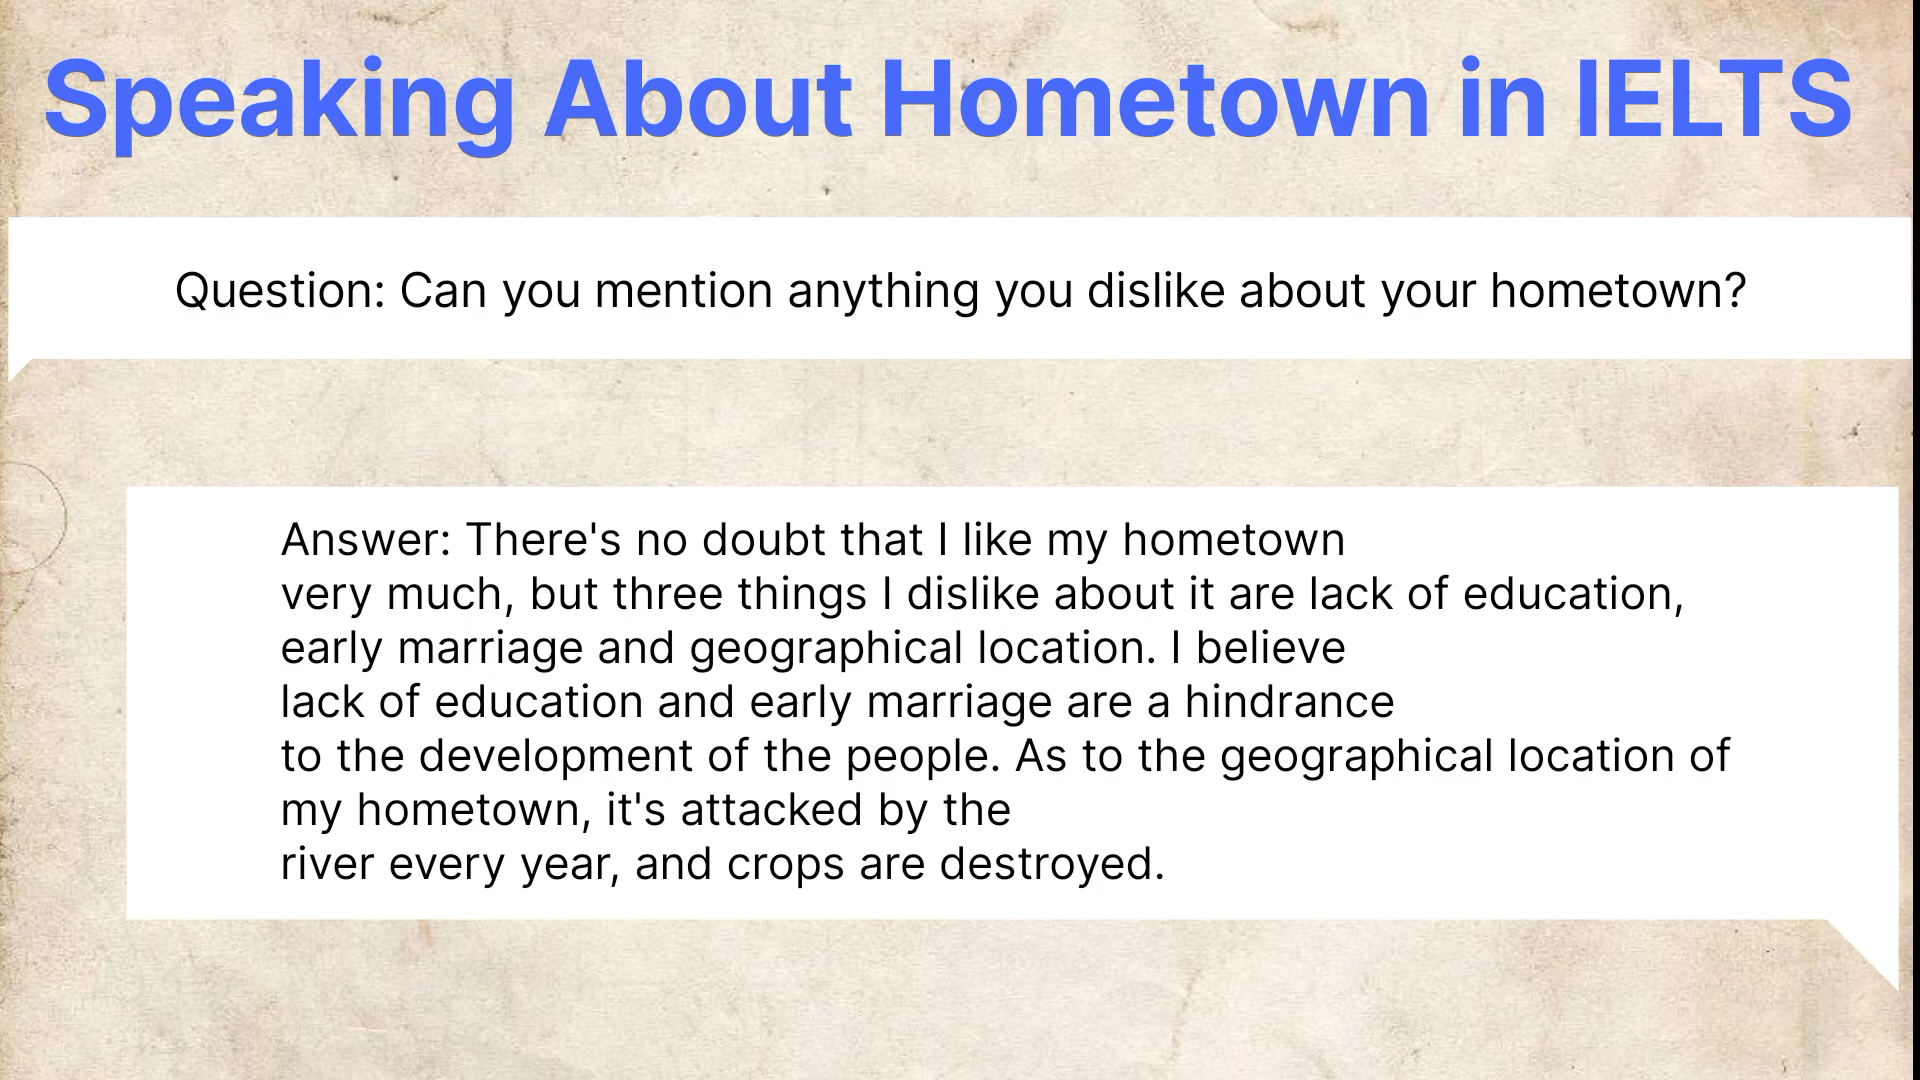 Speaking About Hometown in IELTS
Question: Can you mention anything you dislike about your hometown?
Answer: There's no doubt that I like my hometown
very much, but three things I dislike about it are lack of education,
early marriage and geographical location. I believe
lack of education and early marriage are a hindrance
to the development of the people. As to the geographical location of
my hometown, it's attacked by the
river every year, and crops are destroyed.